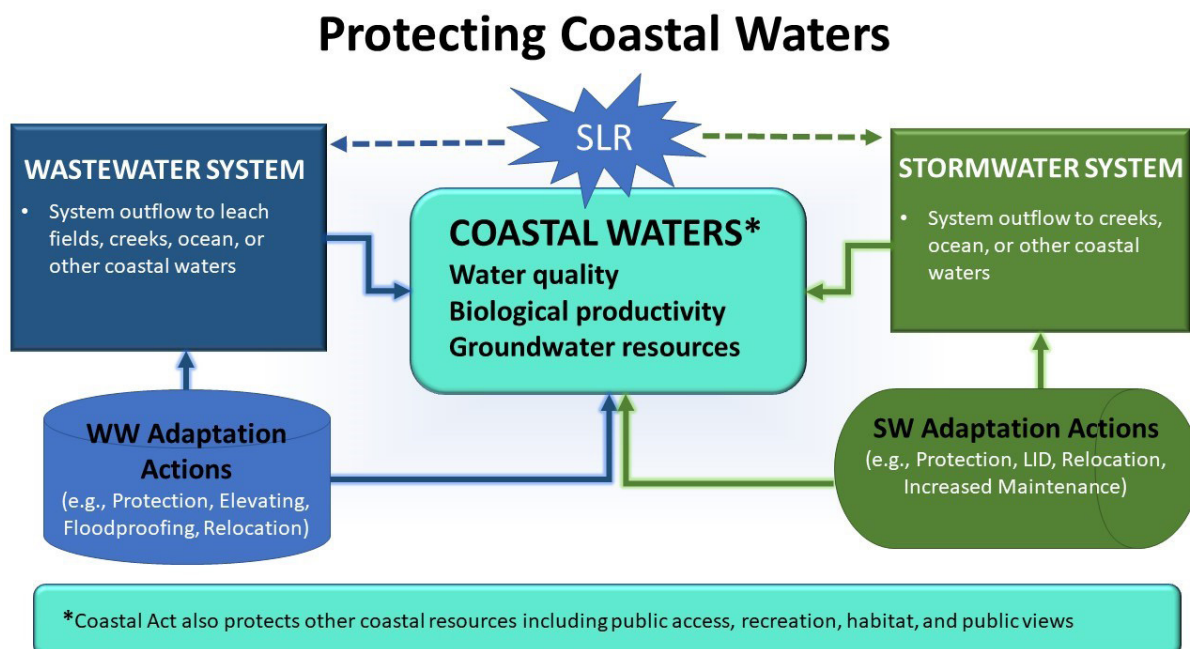 Protecting Coastal Waters
SLR
WASTEWATER SYSTEM
• System outflow to leach
fields, creeks, ocean, or
other coastal waters
COASTAL WATERS*
Water quality
Biological productivity
Groundwater resources
STORMWATER SYSTEM
• System outflow to creeks,
ocean, or other coastal
waters
WW Adaptation
Actions
(e.g., Protection, Elevating,
Floodproofing, Relocation)
SW Adaptation Actions
(e.g., Protection, LID, Relocation,
Increased Maintenance)
*Coastal Act also protects other coastal resources including public access, recreation, habitat, and public views